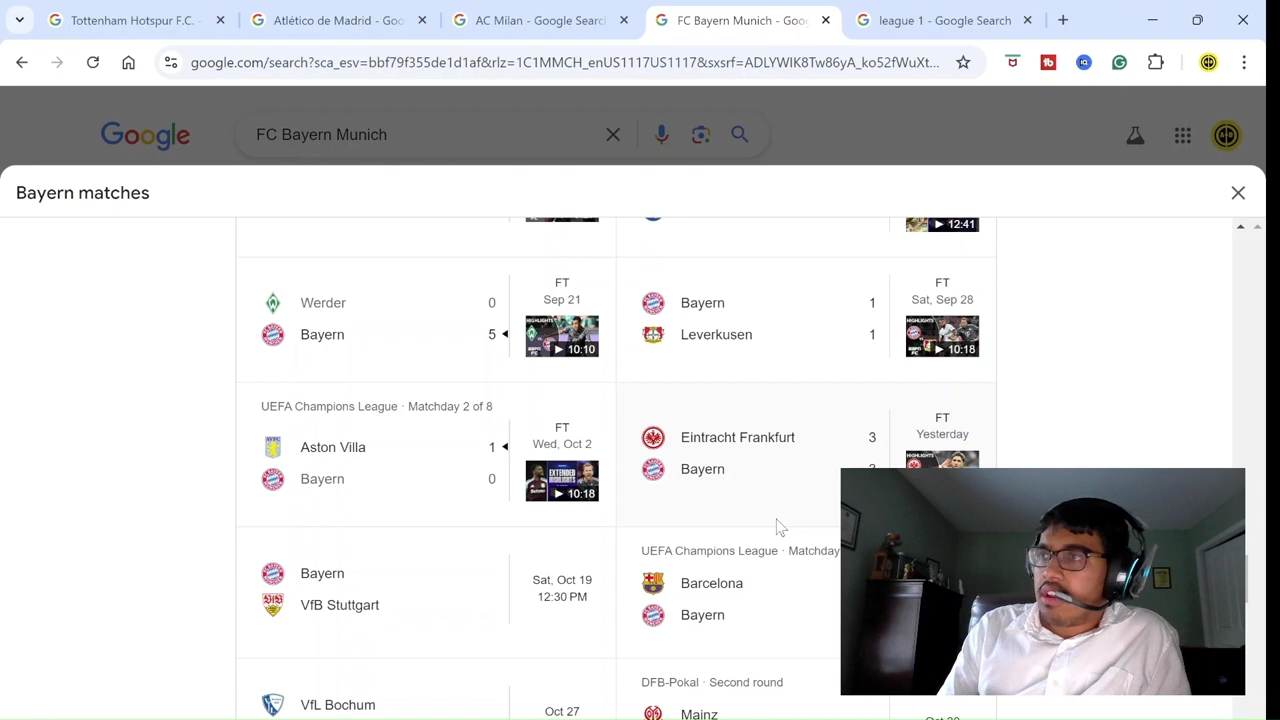 Tottenham Hotspur F.C. -
Atlético de Madrid - Goo
AC Milan - Google Search
FC Bayern Munich - Goo
league 1 - Google Search
google.com/search?sca_esv=bbf79f355de1d1af&rlz=1C1MMCH_enUS1117US1117&sxsrf=ADLYWIK8Tw86yA_ko52fWuXt...
Google
FC Bayern Munich
Bayern matches
12:41
Werder 0
Bayern 5
FT
Sep 21
10:10
Bayern 1
Leverkusen 1
FT
Sat, Sep 28
10:18
UEFA Champions League · Matchday 2 of 8
Aston Villa 1
Bayern 0
FT
Wed, Oct 2
EXTENDED
HIGHLIGHTS
10:18
Eintracht Frankfurt 3
Bayern
FT
Yesterday
Bayern
VfB Stuttgart
Sat, Oct 19
12:30 PM
UEFA Champions League · Matchday
Barcelona
Bayern
VfL Bochum
Oct 27
DFB-Pokal · Second round
Mainz